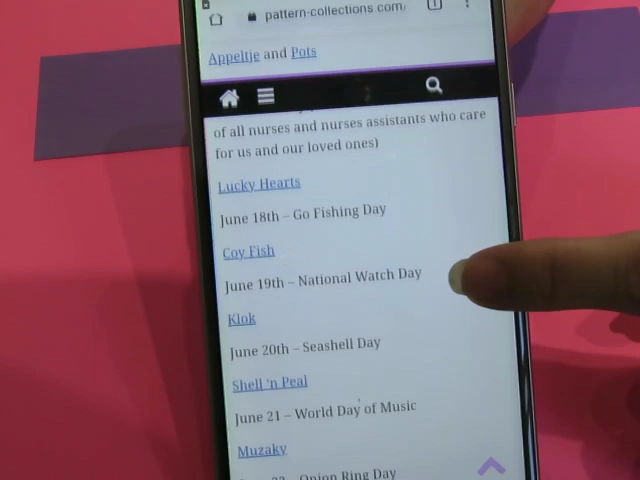 pattern-collections.com/
1
Appeltje and Pots
of all nurses and nurses assistants who care
for us and our loved ones)
Lucky Hearts
June 18th – Go Fishing Day
Coy Fish
June 19th – National Watch Day
Klok
June 20th – Seashell Day
Shell 'n Peal
June 21 – World Day of Music
Muzaky
Onion Ring Day